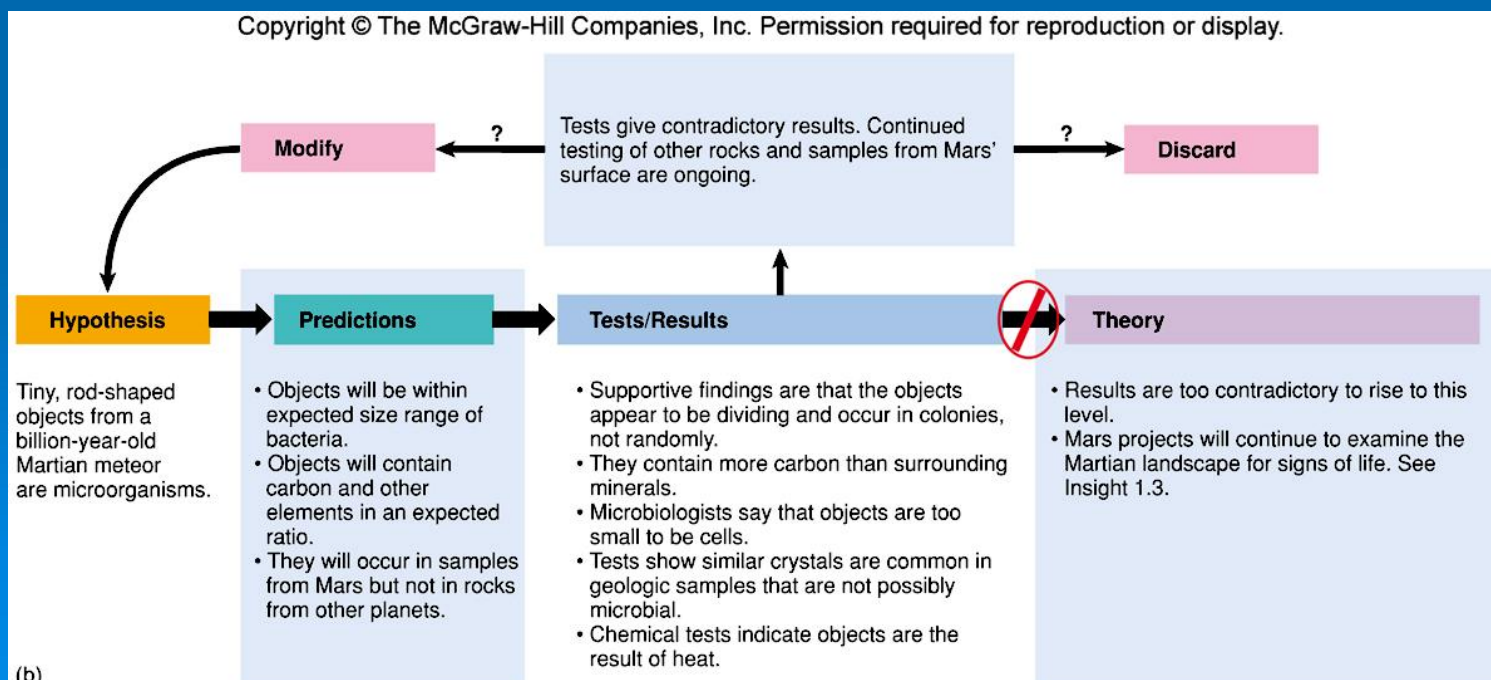 Copyright © The McGraw-Hill Companies, Inc. Permission required for reproduction or display.
Modify
?
Tests give contradictory results. Continued
testing of other rocks and samples from Mars'
surface are ongoing.
?
Discard
Hypothesis
Tiny, rod-shaped
objects from a
billion-year-old
Martian meteor
are microorganisms.
Predictions
• Objects will be within
expected size range of
bacteria.
• Objects will contain
carbon and other
elements in an expected
ratio.
• They will occur in samples
from Mars but not in rocks
from other planets.
Tests/Results
• Supportive findings are that the objects
appear to be dividing and occur in colonies,
not randomly.
• They contain more carbon than surrounding
minerals.
• Microbiologists say that objects are too
small to be cells.
• Tests show similar crystals are common in
geologic samples that are not possibly
microbial.
• Chemical tests indicate objects are the
result of heat.
Theory
• Results are too contradictory to rise to this
level.
• Mars projects will continue to examine the
Martian landscape for signs of life. See
Insight 1.3.
(b)